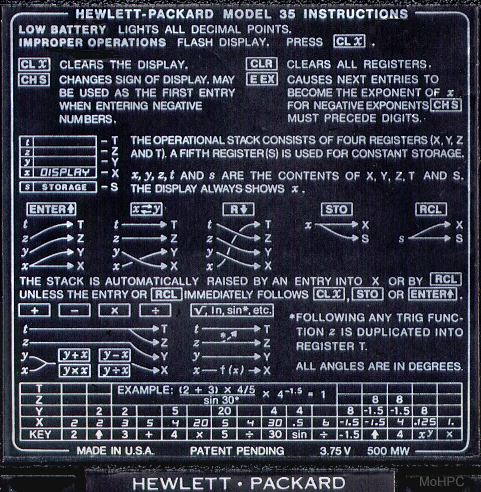 HEWLETT·PACKARD MODEL 35 INSTRUCTIONS
LOW BATTERY LIGHTS ALL DECIMAL POINTS.
IMPROPER OPERATIONS FLASH DISPLAY. PRESS CL x .
CL x CLEARS THE DISPLAY.
CH S CHANGES SIGN OF DISPLAY. MAY
BE USED AS THE FIRST ENTRY
WHEN ENTERING NEGATIVE
NUMBERS.
CLR CLEARS ALL REGISTERS.
E EX CAUSES NEXT ENTRIES TO
BECOME THE EXPONENT OF x
FOR NEGATIVE EXPONENTS CH S
MUST PRECEDE DIGITS.
t - T
z - Z
y - Y
x DISPLAY - X
s STORAGE - S
THE OPERATIONAL STACK CONSISTS OF FOUR REGISTERS (X, Y, Z
AND T). A FIFTH REGISTER (S) IS USED FOR CONSTANT STORAGE.
x, y, z, t AND s ARE THE CONTENTS OF X, Y, Z, T AND S.
THE DISPLAY ALWAYS SHOWS x .
ENTER↑ x⇄y R↓ STO RCL
t T t T t T x X X
z Z z Z z Z S s S
y Y y Y y Y
x X x X x X
THE STACK IS AUTOMATICALLY RAISED BY AN ENTRY INTO X OR BY RCL
UNLESS THE ENTRY OR RCL IMMEDIATELY FOLLOWS CL x , STO OR ENTER↑ .
+ − × ÷ √, ln, sin*, etc.
t T t T
z Z z Z
y y+x y−x Y y Y
x y×x y÷x X x f(x) X
*FOLLOWING ANY TRIG FUNC-
TION z IS DUPLICATED INTO
REGISTER T.
ALL ANGLES ARE IN DEGREES.
T EXAMPLE: (2 + 3) × 4/5 / sin 30* × 4^-1.5 = 1
Z 8 8
Y 2 2 5 20 4 4 8 -1.5 -1.5 8
X 2 2 3 5 4 20 5 4 30 .5 8 -1.5 -1.5 4 .125 1.
KEY 2 ↑ 3 + 4 × 5 ÷ 30 sin ÷ -1.5 ↑ 4 xy ×
MADE IN U.S.A. PATENT PENDING 3.75 V 500 MW
HEWLETT · PACKARD
MoHPC